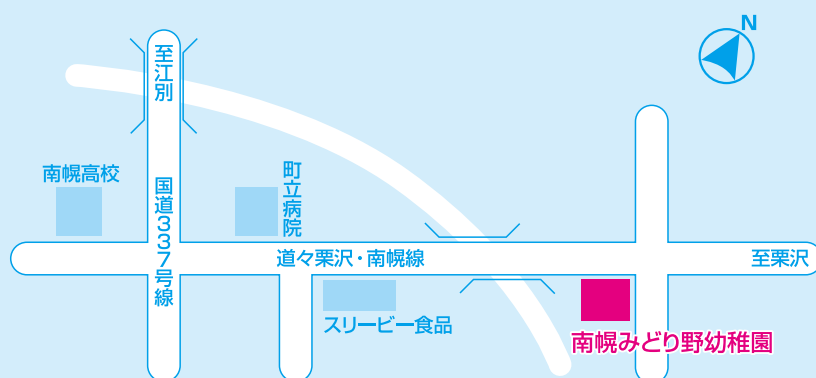 N
至江別
南幌高校
町立病院
国道337号線
道々栗沢・南幌線
至栗沢
スリービー食品
南幌みどり野幼稚園